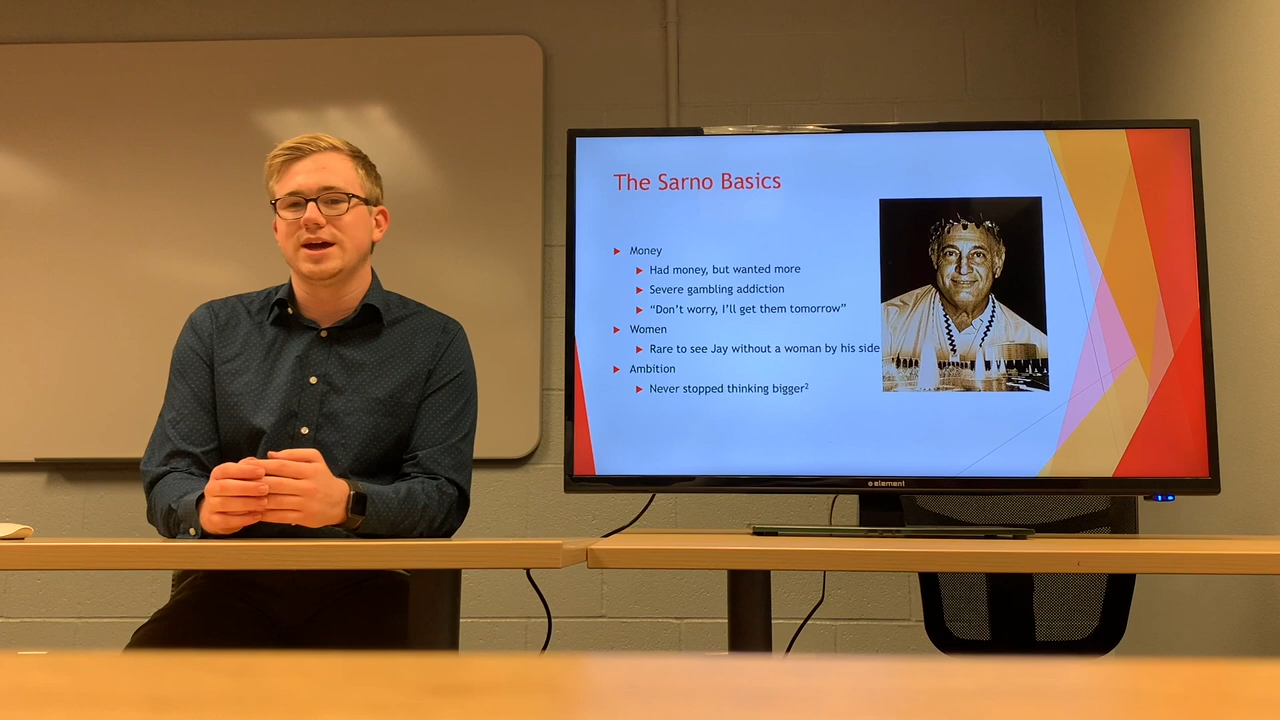 The Sarno Basics
Money
Had money, but wanted more
Severe gambling addiction
“Don’t worry, I’ll get them tomorrow”
Women
Rare to see Jay without a woman by his side
Ambition
Never stopped thinking bigger²
element